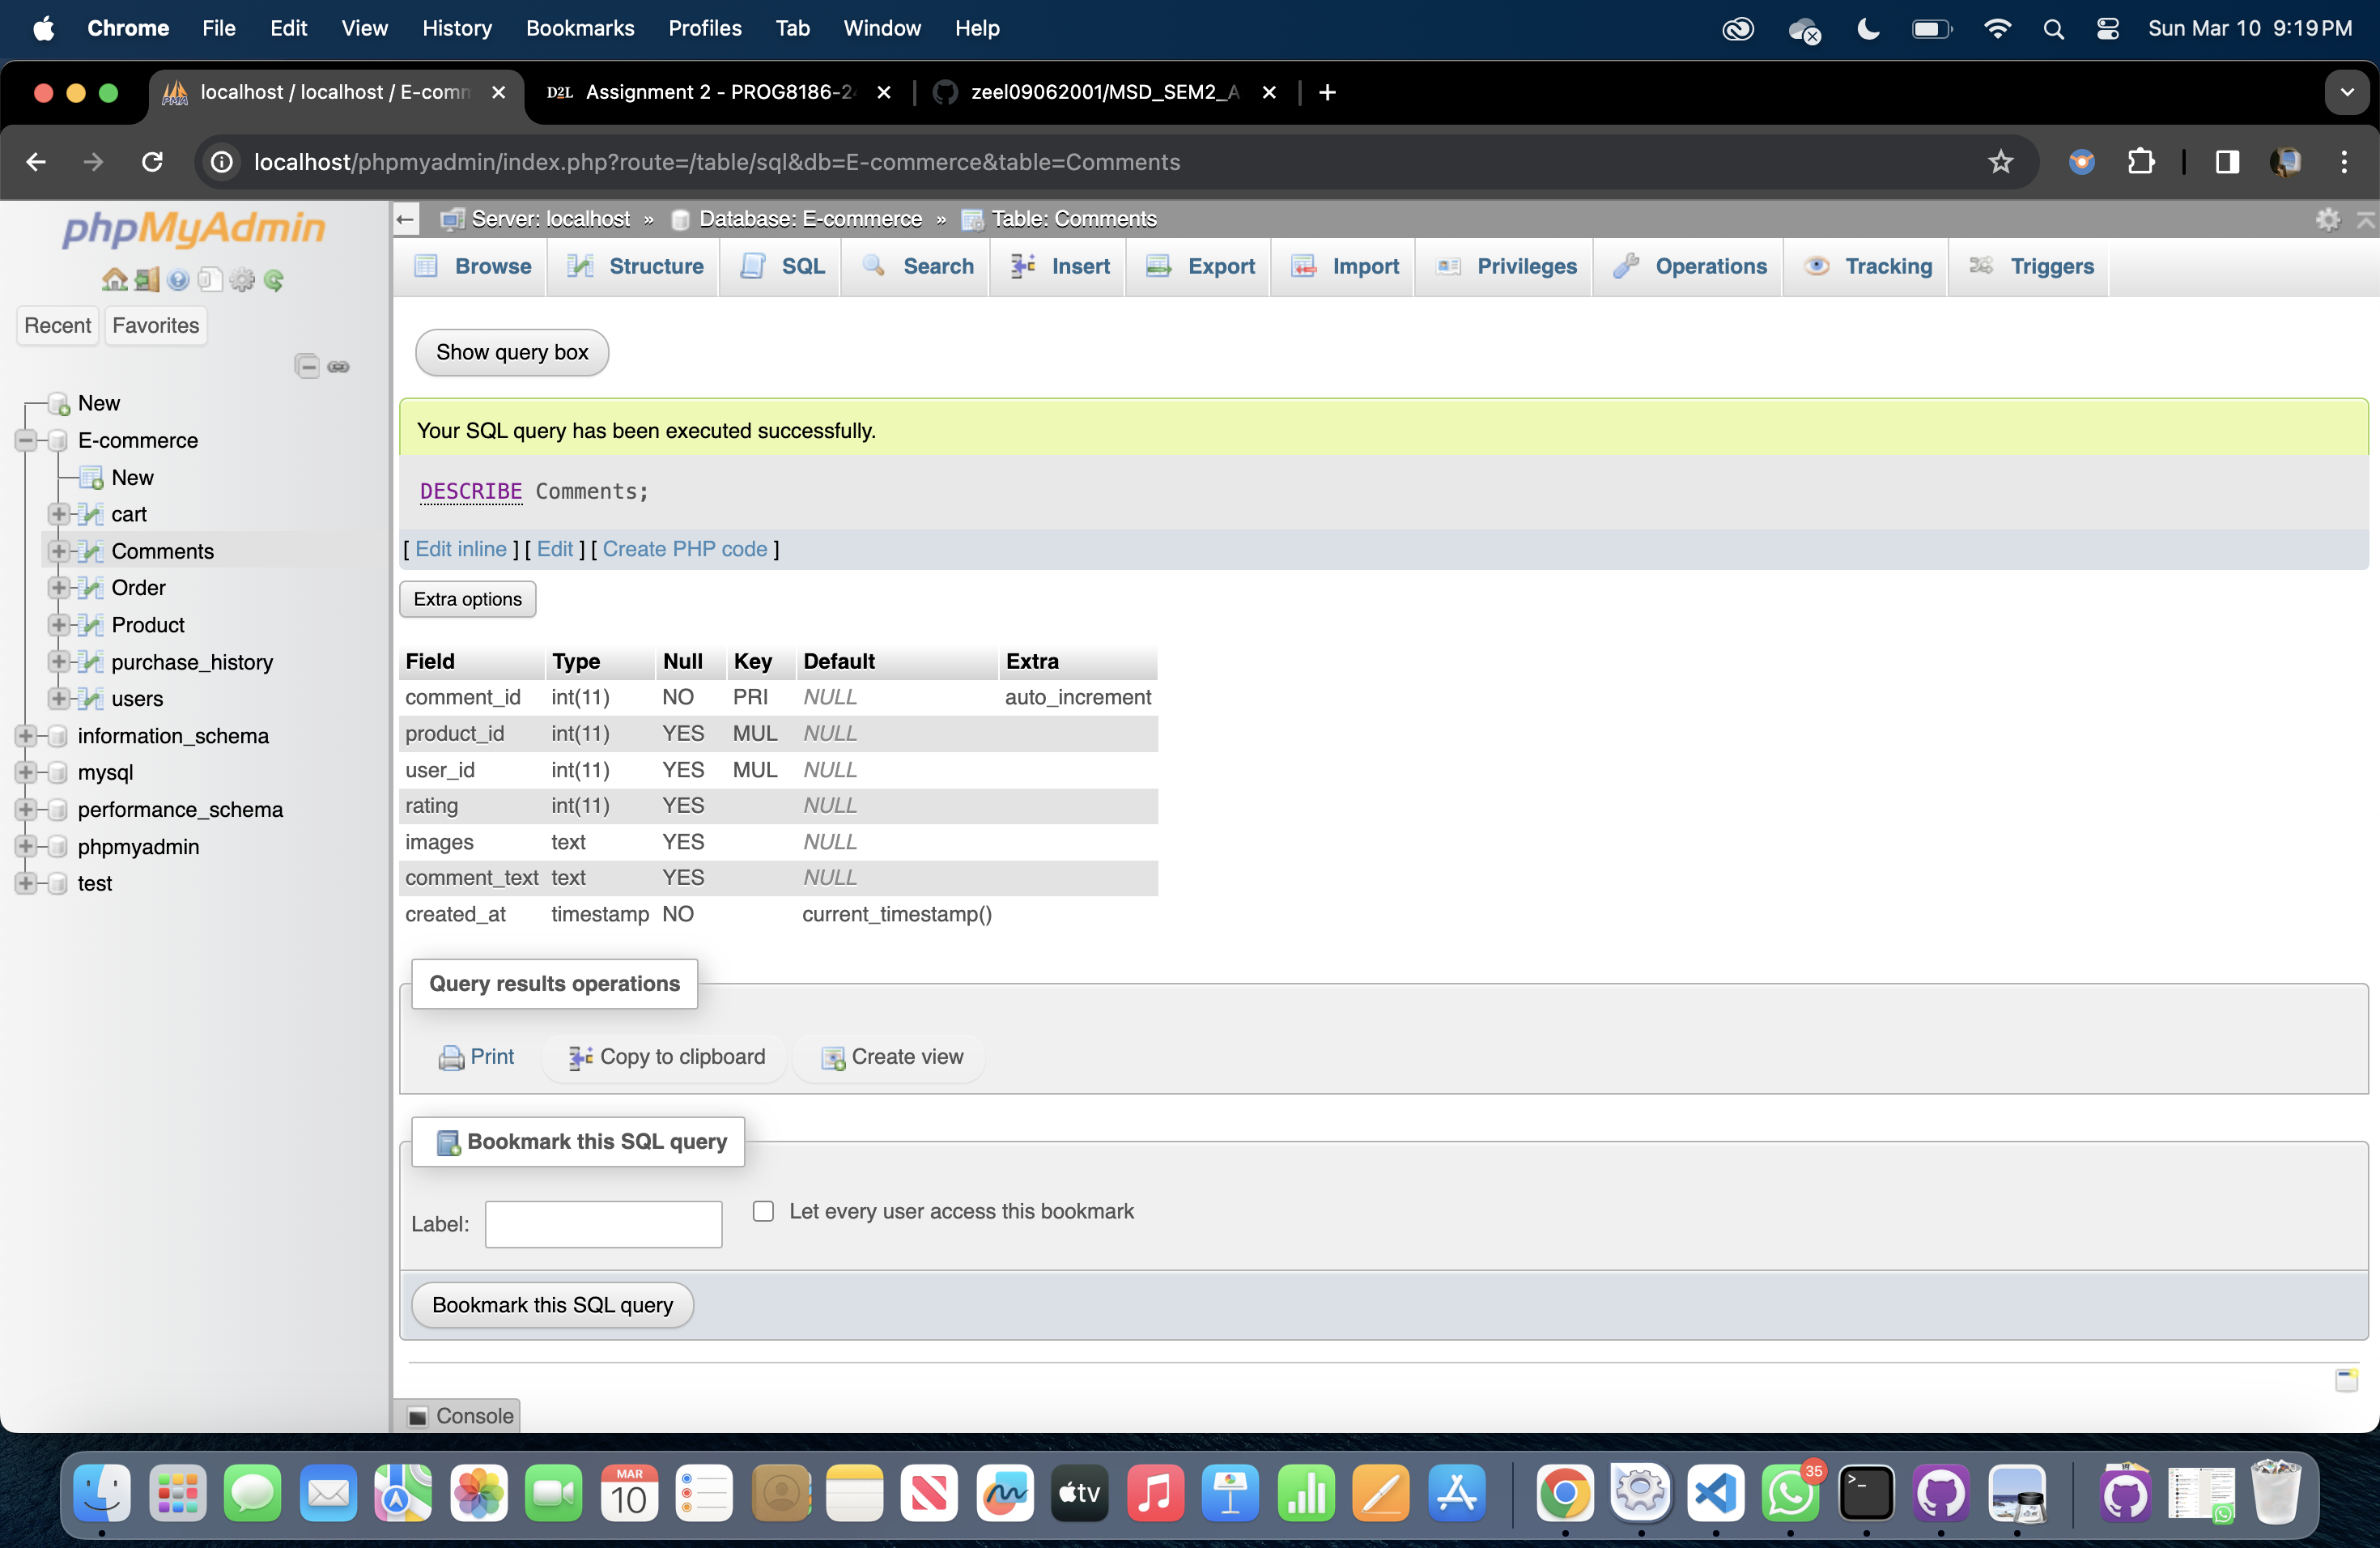 Chrome File Edit View History Bookmarks Profiles Tab Window Help Sun Mar 10 9:19 PM
localhost / localhost / E-comm D2L Assignment 2 - PROG8186-24 zeel09062001/MSD_SEM2_A
localhost/phpmyadmin/index.php?route=/table/sql&db=E-commerce&table=Comments
phpMyAdmin
Recent Favorites
New
E-commerce
New
cart
Comments
Order
Product
purchase_history
users
information_schema
mysql
performance_schema
phpmyadmin
test
Server: localhost » Database: E-commerce » Table: Comments
Browse Structure SQL Search Insert Export Import Privileges Operations Tracking Triggers
Show query box
Your SQL query has been executed successfully.
DESCRIBE Comments;
[ Edit inline ] [ Edit ] [ Create PHP code ]
Extra options
Field Type Null Key Default Extra
comment_id int(11) NO PRI NULL auto_increment
product_id int(11) YES MUL NULL
user_id int(11) YES MUL NULL
rating int(11) YES NULL
images text YES NULL
comment_text text YES NULL
created_at timestamp NO current_timestamp()
Query results operations
Print Copy to clipboard Create view
Bookmark this SQL query
Label: Let every user access this bookmark
Bookmark this SQL query
Console
MAR
10
tv
35